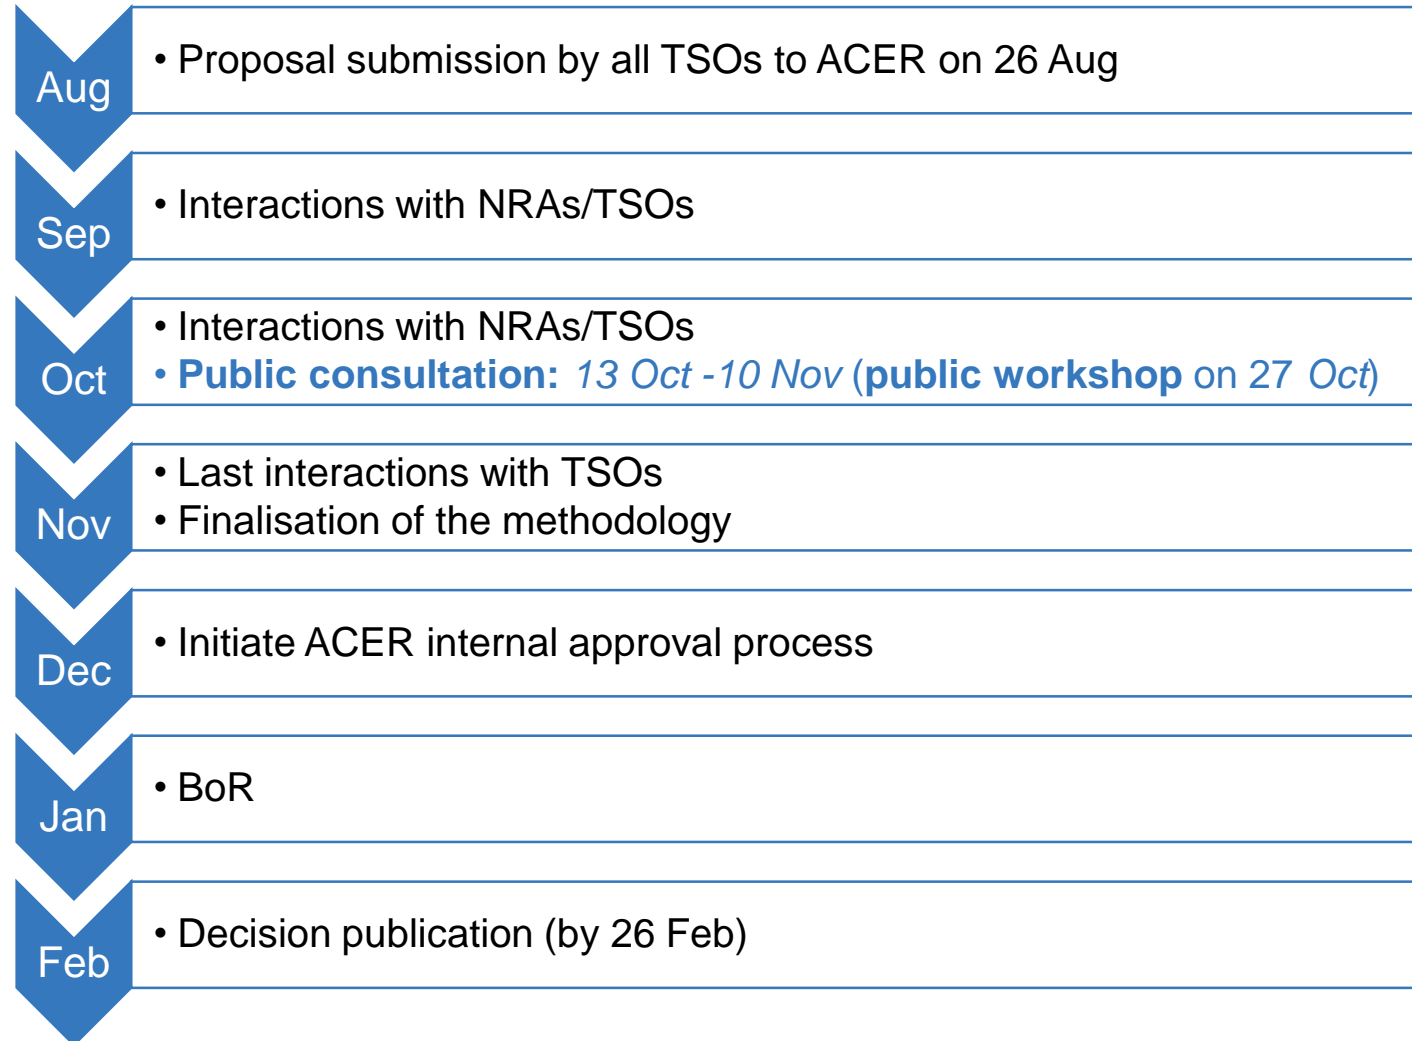 Aug
• Proposal submission by all TSOs to ACER on 26 Aug
Sep
• Interactions with NRAs/TSOs
Oct
• Interactions with NRAs/TSOs
• Public consultation: 13 Oct -10 Nov (public workshop on 27 Oct)
Nov
• Last interactions with TSOs
• Finalisation of the methodology
Dec
• Initiate ACER internal approval process
Jan
• BoR
Feb
• Decision publication (by 26 Feb)